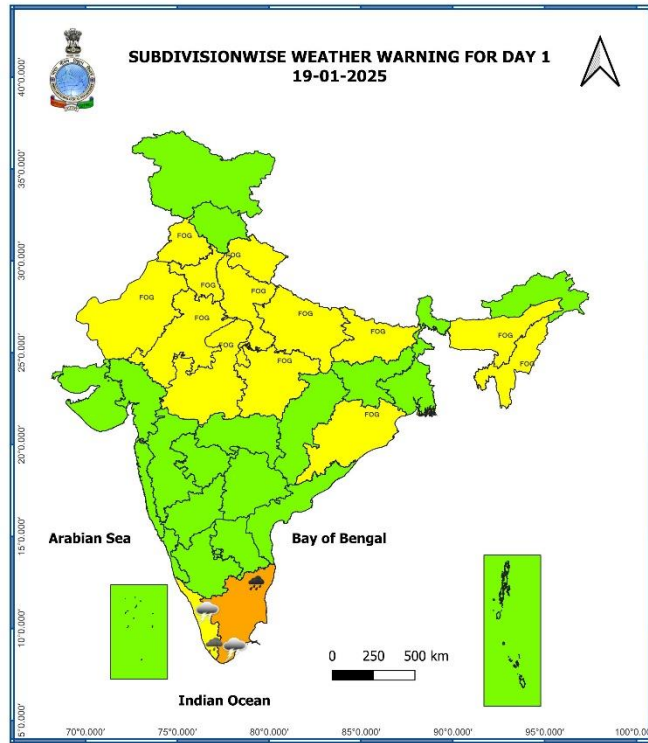 SUBDIVISIONWISE WEATHER WARNING FOR DAY 1
19-01-2025
40°0.000'
35°0.000'
30°0.000'
25°0.000'
20°0.000'
15°0.000'
10°0.000'
5°0.000'
FOG
FOG
FOG
FOG
FOG
FOG
FOG
FOG
FOG
FOG
FOG
FOG
FOG
Arabian Sea
Bay of Bengal
0 250 500 km
Indian Ocean
70°0.000' 75°0.000' 80°0.000' 85°0.000' 90°0.000' 95°0.000' 100°0.0